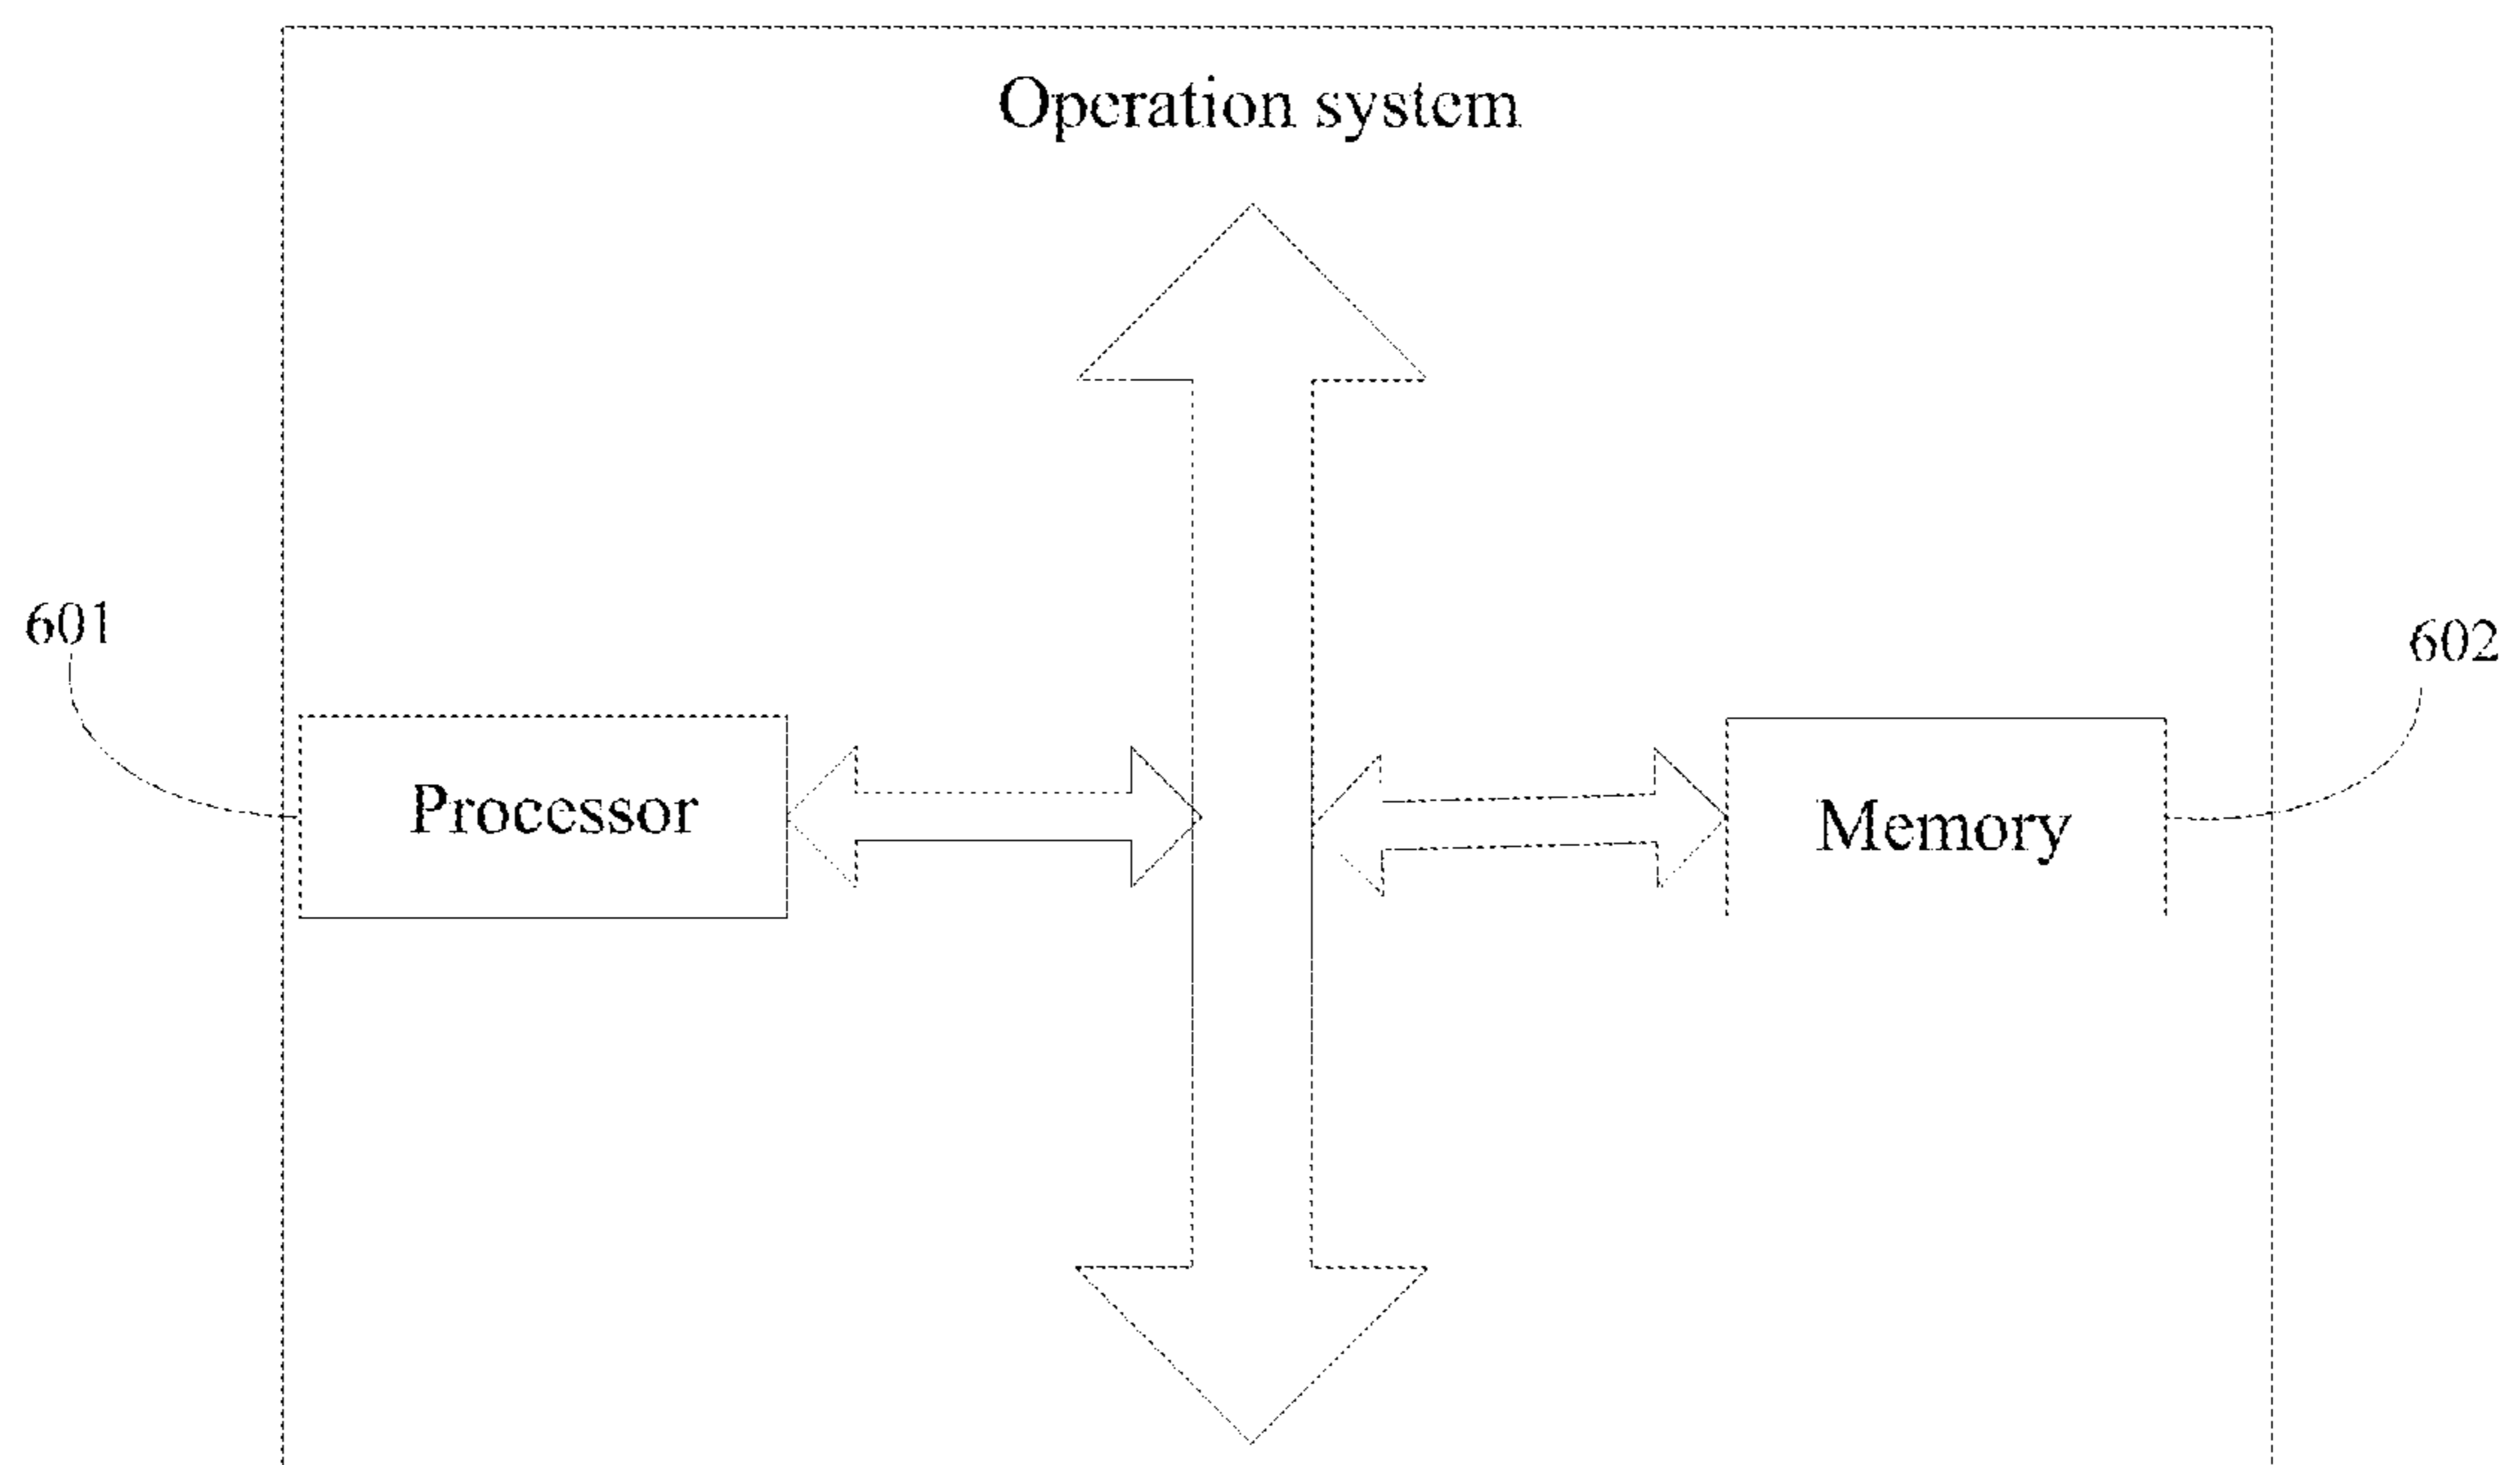 Operation system
601
602
Processor
Memory